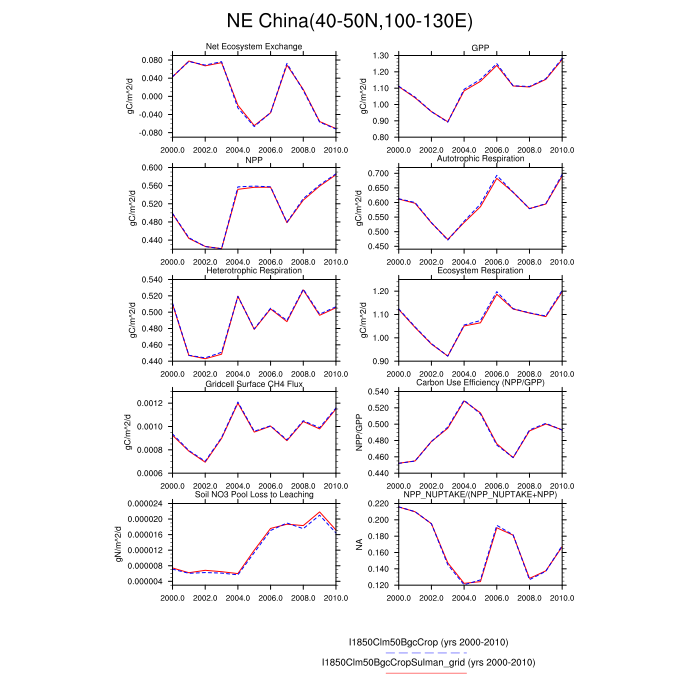 NE China(40-50N,100-130E)
Net Ecosystem Exchange
gC/m^2/d
0.080
0.040
0.000
-0.040
-0.080
2000.0 2002.0 2004.0 2006.0 2008.0 2010.0
GPP
gC/m^2/d
1.30
1.20
1.10
1.00
0.90
0.80
2000.0 2002.0 2004.0 2006.0 2008.0 2010.0
NPP
gC/m^2/d
0.600
0.560
0.520
0.480
0.440
2000.0 2002.0 2004.0 2006.0 2008.0 2010.0
Autotrophic Respiration
gC/m^2/d
0.700
0.650
0.600
0.550
0.500
0.450
2000.0 2002.0 2004.0 2006.0 2008.0 2010.0
Heterotrophic Respiration
gC/m^2/d
0.540
0.520
0.500
0.480
0.460
0.440
2000.0 2002.0 2004.0 2006.0 2008.0 2010.0
Ecosystem Respiration
gC/m^2/d
1.20
1.10
1.00
0.90
2000.0 2002.0 2004.0 2006.0 2008.0 2010.0
Gridcell Surface CH4 Flux
gC/m^2/d
0.0012
0.0010
0.0008
0.0006
2000.0 2002.0 2004.0 2006.0 2008.0 2010.0
Carbon Use Efficiency (NPP/GPP)
NPP/GPP
0.540
0.520
0.500
0.480
0.460
0.440
2000.0 2002.0 2004.0 2006.0 2008.0 2010.0
Soil NO3 Pool Loss to Leaching
gN/m^2/d
0.000024
0.000020
0.000016
0.000012
0.000008
0.000004
2000.0 2002.0 2004.0 2006.0 2008.0 2010.0
NPP_NUPTAKE/(NPP_NUPTAKE+NPP)
NA
0.220
0.200
0.180
0.160
0.140
0.120
2000.0 2002.0 2004.0 2006.0 2008.0 2010.0
I1850Clm50BgcCrop (yrs 2000-2010)
I1850Clm50BgcCropSulman_grid (yrs 2000-2010)